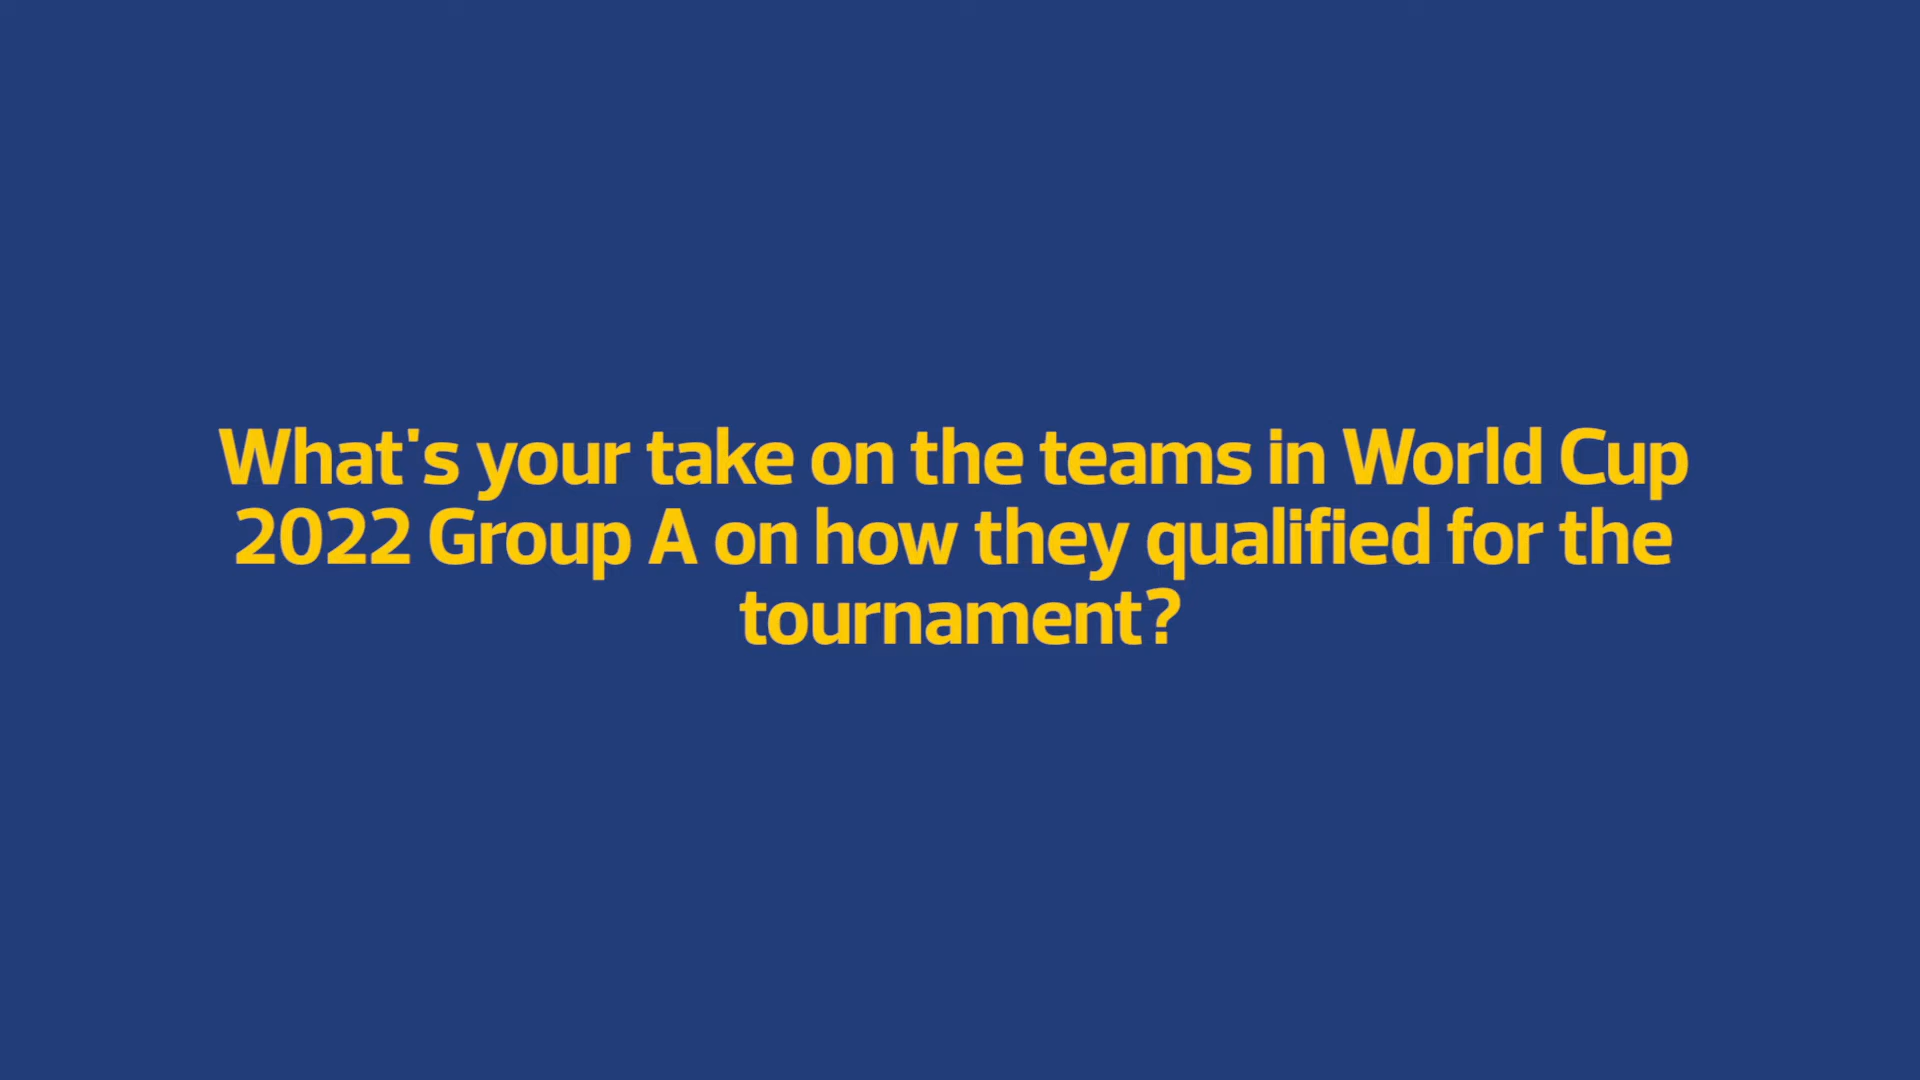 What's your take on the teams in World Cup
2022 Group A on how they qualified for the
tournament?